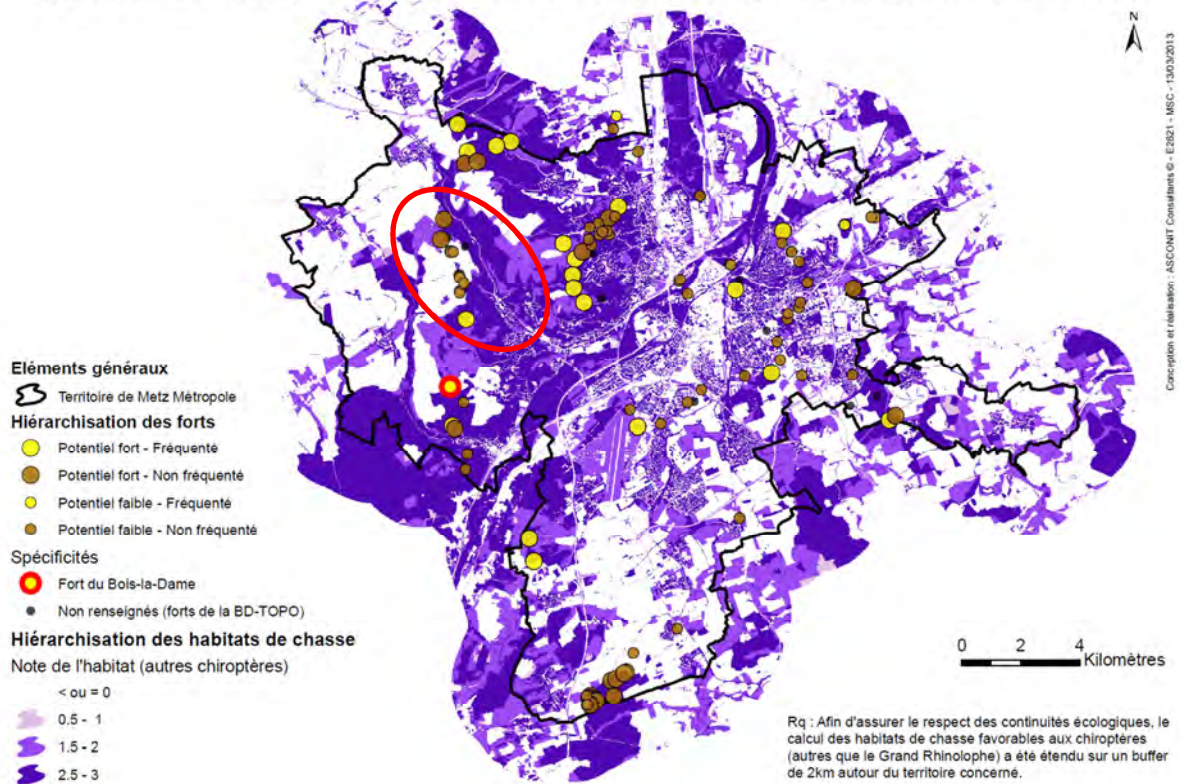 N
Conception et réalisation : ASCONIT Consultants © - E2821 - MSC - 13/03/2013
Eléments généraux
Territoire de Metz Métropole
Hiérarchisation des forts
Potentiel fort - Fréquenté
Potentiel fort - Non fréquenté
Potentiel faible - Fréquenté
Potentiel faible - Non fréquenté
Spécificités
Fort du Bois-la-Dame
Non renseignés (forts de la BD-TOPO)
Hiérarchisation des habitats de chasse
Note de l'habitat (autres chiroptères)
< ou = 0
0.5 - 1
1.5 - 2
2.5 - 3
0 2 4 Kilomètres
Rq : Afin d'assurer le respect des continuités écologiques, le
calcul des habitats de chasse favorables aux chiroptères
(autres que le Grand Rhinolophe) a été étendu sur un buffer
de 2km autour du territoire concerné.